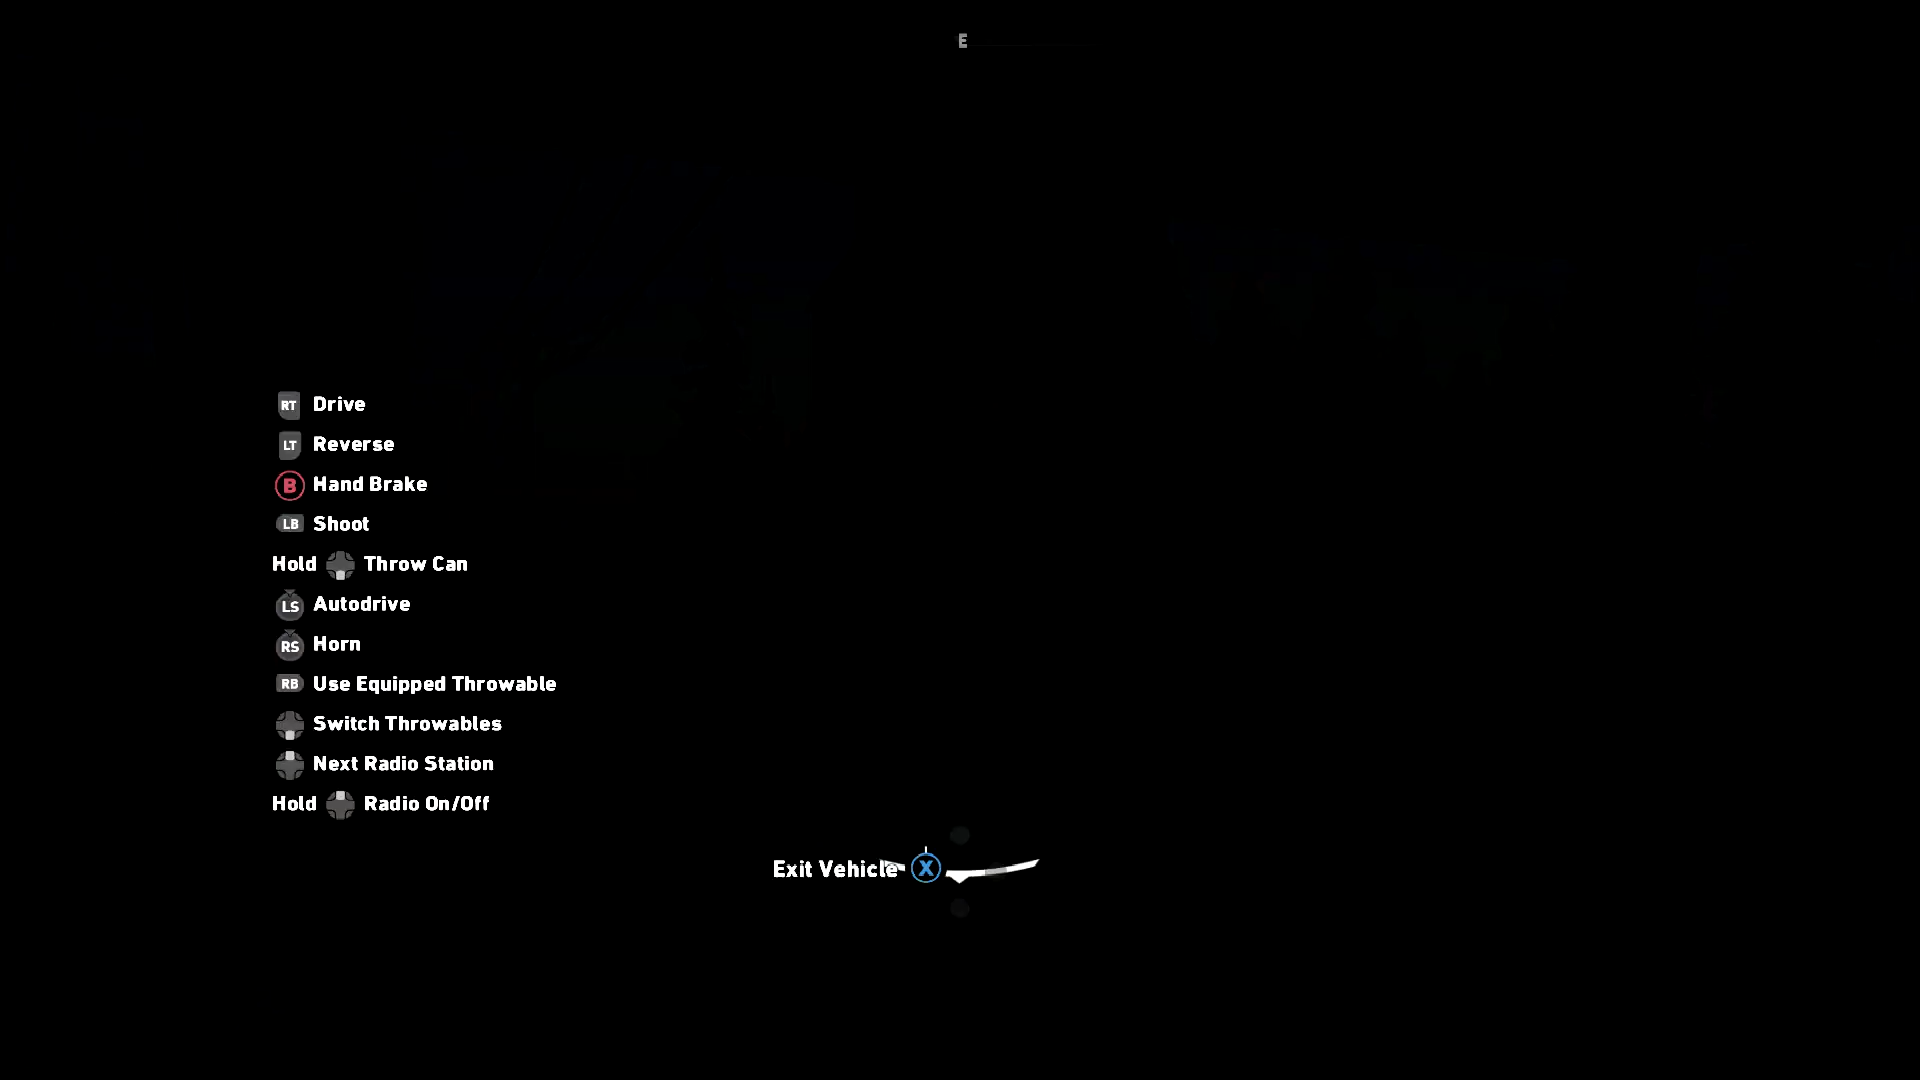 E
RT Drive
LT Reverse
B Hand Brake
LB Shoot
Hold Throw Can
LS Autodrive
RS Horn
RB Use Equipped Throwable
Switch Throwables
Next Radio Station
Hold Radio On/Off
Exit Vehicle X